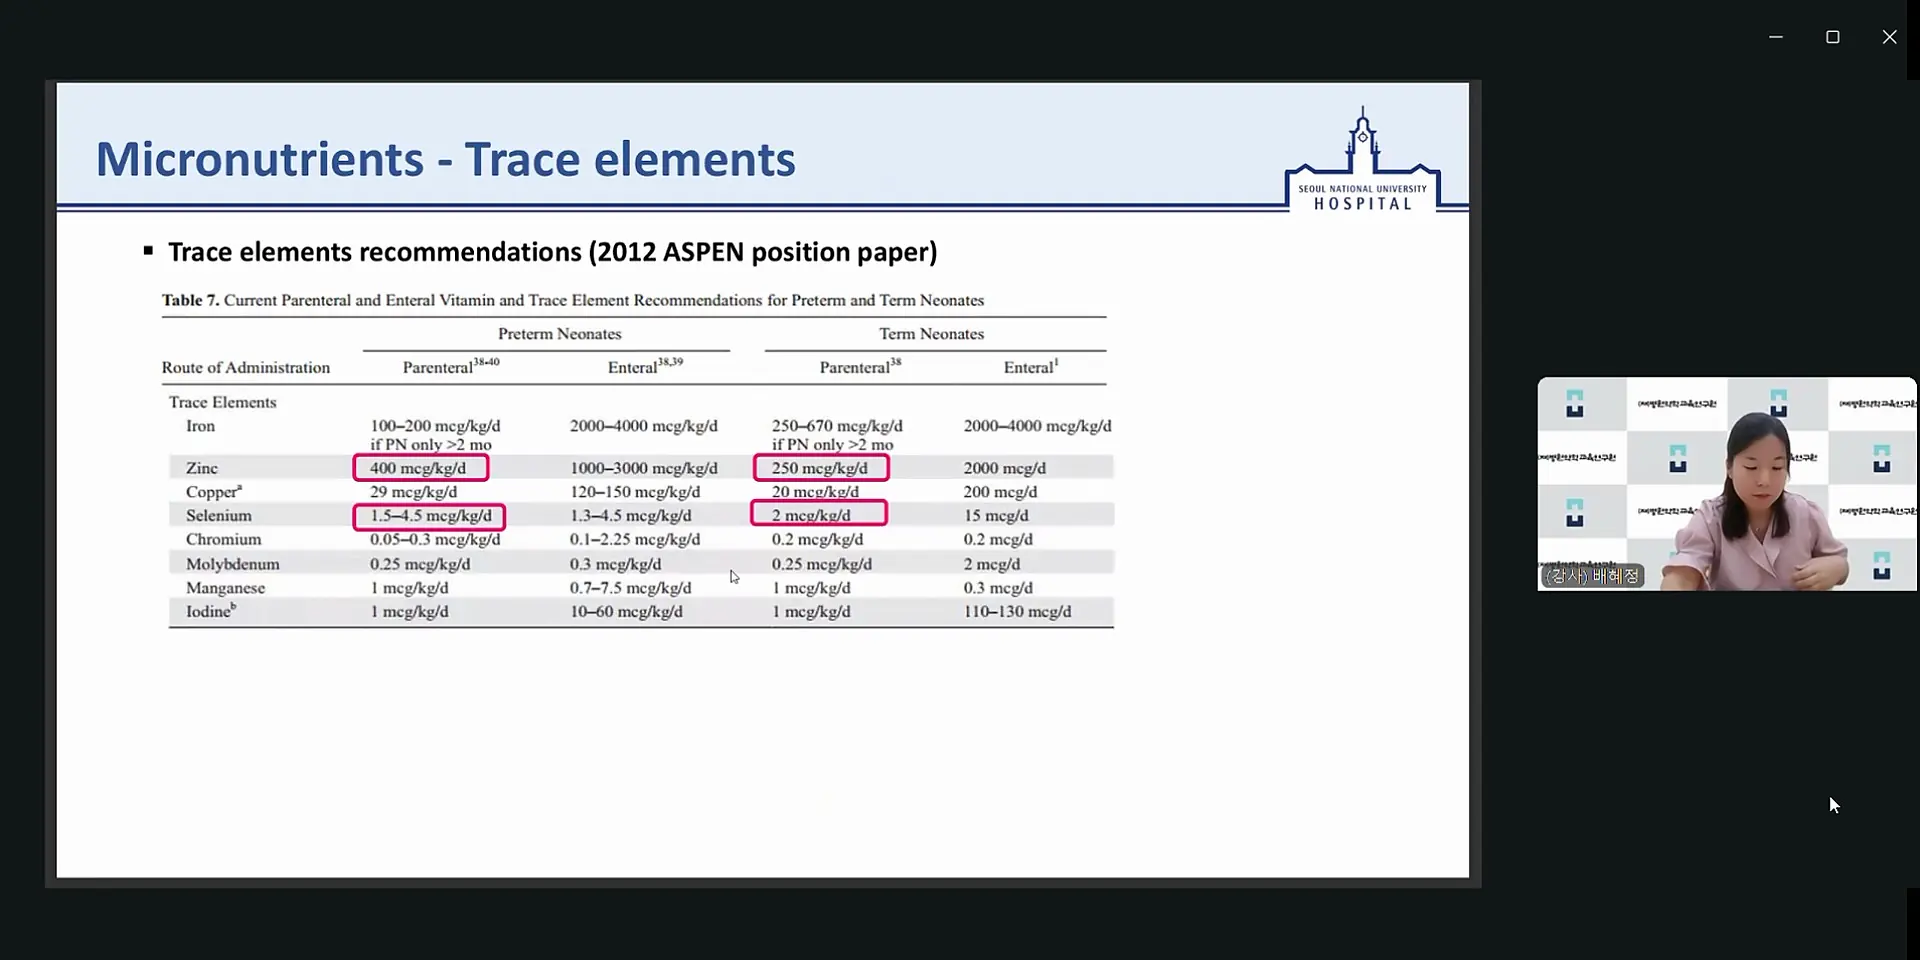 Micronutrients - Trace elements
SEOUL NATIONAL UNIVERSITY
HOSPITAL
▪ Trace elements recommendations (2012 ASPEN position paper)
Table 7. Current Parenteral and Enteral Vitamin and Trace Element Recommendations for Preterm and Term Neonates
Preterm Neonates Term Neonates
Route of Administration Parenteral38-40 Enteral38,39 Parenteral38 Enteral1
Trace Elements
Iron 100–200 mcg/kg/d 2000–4000 mcg/kg/d 250–670 mcg/kg/d 2000–4000 mcg/kg/d
if PN only >2 mo if PN only >2 mo
Zinc 400 mcg/kg/d 1000–3000 mcg/kg/d 250 mcg/kg/d 2000 mcg/d
Coppera 29 mcg/kg/d 120–150 mcg/kg/d 20 mcg/kg/d 200 mcg/d
Selenium 1.5–4.5 mcg/kg/d 1.3–4.5 mcg/kg/d 2 mcg/kg/d 15 mcg/d
Chromium 0.05–0.3 mcg/kg/d 0.1–2.25 mcg/kg/d 0.2 mcg/kg/d 0.2 mcg/d
Molybdenum 0.25 mcg/kg/d 0.3 mcg/kg/d 0.25 mcg/kg/d 2 mcg/d
Manganese 1 mcg/kg/d 0.7–7.5 mcg/kg/d 1 mcg/kg/d 0.3 mcg/d
Iodineb 1 mcg/kg/d 10–60 mcg/kg/d 1 mcg/kg/d 110–130 mcg/d
(강사) 배혜정